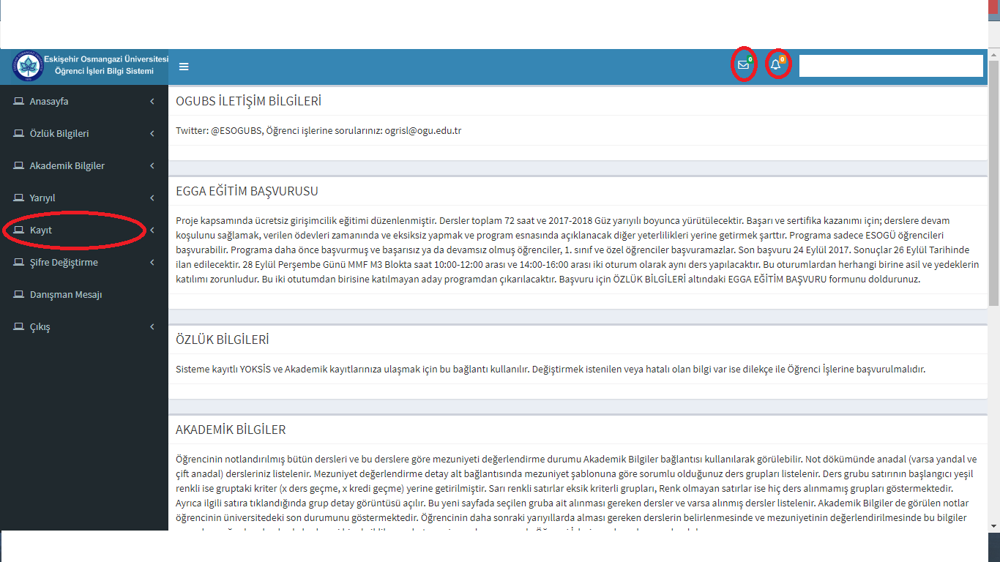 Eskişehir Osmangazi Üniversitesi
Öğrenci İşleri Bilgi Sistemi
0
0
Anasayfa
Özlük Bilgileri
Akademik Bilgiler
Yarıyıl
Kayıt
Şifre Değiştirme
Danışman Mesajı
Çıkış
OGUBS İLETİŞİM BİLGİLERİ
Twitter: @ESOGUBS, Öğrenci işlerine sorularınız: ogrisl@ogu.edu.tr
EGGA EĞİTİM BAŞVURUSU
Proje kapsamında ücretsiz girişimcilik eğitimi düzenlenmiştir. Dersler toplam 72 saat ve 2017-2018 Güz yarıyılı boyunca yürütülecektir. Başarı ve sertifika kazanımı için; derslere devam
koşulunu sağlamak, verilen ödevleri zamanında ve eksiksiz yapmak ve program esnasında açıklanacak diğer yeterlilikleri yerine getirmek şarttır. Programa sadece ESOGÜ öğrencileri
başvurabilir. Programa daha önce başvurmuş ve başarısız ya da devamsız olmuş öğrenciler, 1. sınıf ve özel öğrenciler başvuramazlar. Son başvuru 24 Eylül 2017. Sonuçlar 26 Eylül Tarihinde
ilan edilecektir. 28 Eylül Perşembe Günü MMF M3 Blokta saat 10:00-12:00 arası ve 14:00-16:00 arası iki oturum olarak aynı ders yapılacaktır. Bu oturumlardan herhangi birine asil ve yedeklerin
katılımı zorunludur. Bu iki otutumdan birisine katılmayan aday programdan çıkarılacaktır. Başvuru için ÖZLÜK BİLGİLERİ altındaki EGGA EĞİTİM BAŞVURU formunu doldurunuz.
ÖZLÜK BİLGİLERİ
Sisteme kayıtlı YOKSİS ve Akademik kayıtlarınıza ulaşmak için bu bağlantı kullanılır. Değiştirmek istenilen veya hatalı olan bilgi var ise dilekçe ile Öğrenci İşlerine başvurulmalıdır.
AKADEMİK BİLGİLER
Öğrencinin notlandırılmış bütün dersleri ve bu derslere göre mezuniyeti değerlendirme durumu Akademik Bilgiler bağlantısı kullanılarak görülebilir. Not dökümünde anadal (varsa yandal ve
çift anadal) dersleriniz listelenir. Mezuniyet değerlendirme detay alt bağlantısında mezuniyet şablonuna göre sorumlu olduğunuz ders grupları listelenir. Ders grubu satırının başlangıcı yeşil
renkli ise gruptaki kriter (x ders geçme, x kredi geçme) yerine getirilmiştir. Sarı renkli satırlar eksik kriterli grupları, Renk olmayan satırlar ise hiç ders alınmamış grupları göstermektedir.
Ayrıca ilgili satıra tıklandığında grup detay görüntüsü açılır. Bu yeni sayfada seçilen gruba ait alınması gereken dersler ve varsa alınmış dersler listelenir. Akademik Bilgiler de görülen notlar
öğrencinin üniversitedeki son durumunu göstermektedir. Öğrencinin daha sonraki yarıyıllarda alması gereken derslerin belirlenmesinde ve mezuniyetinin değerlendirilmesinde bu bilgiler